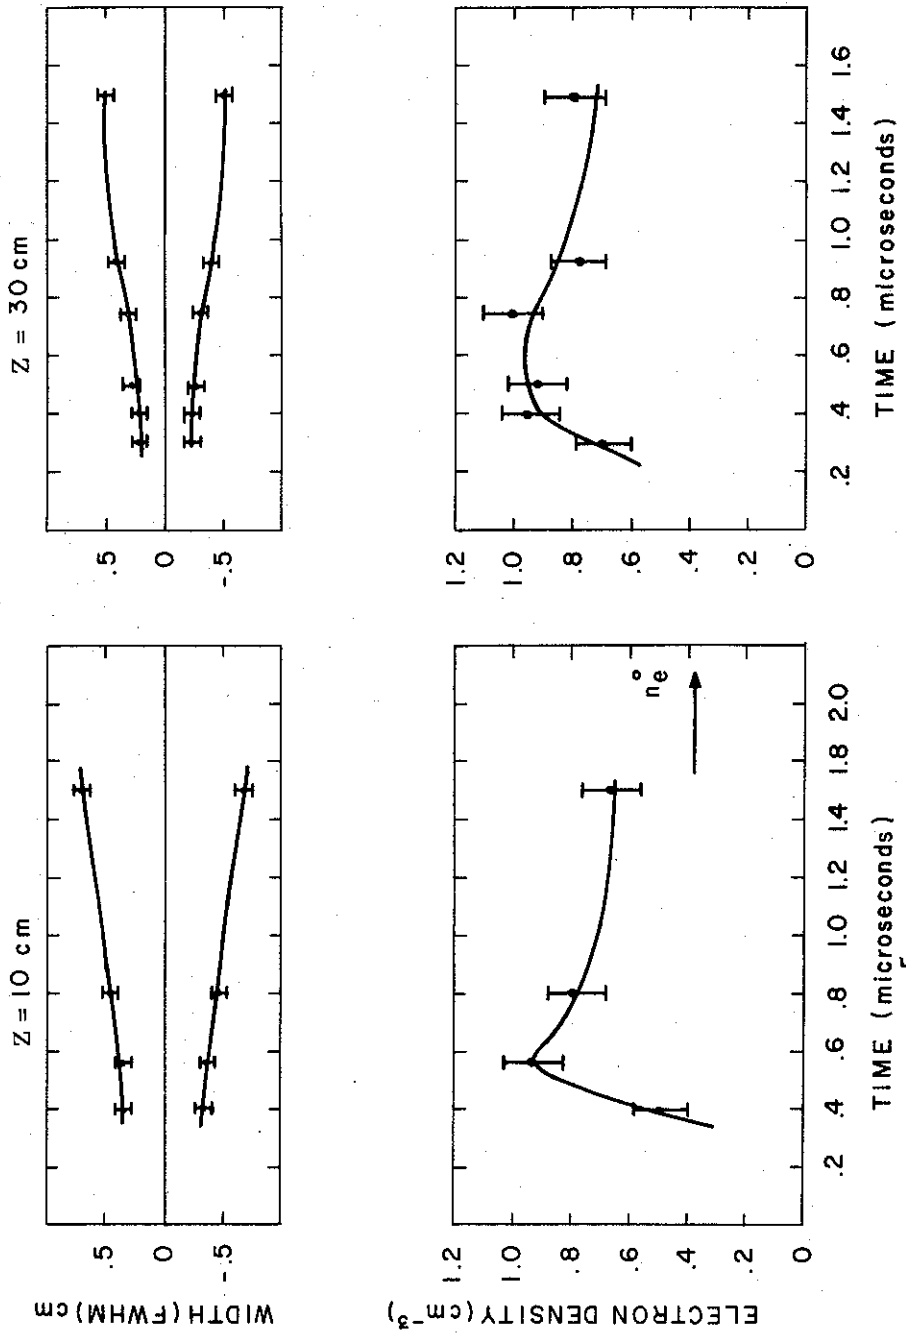 Z = 10 cm
WIDTH (FWHM) cm
.5
0
-.5
Z = 30 cm
.5
0
-.5
ELECTRON DENSITY (cm⁻³)
1.2
1.0
.8
.6
.4
.2
0
n°e
.2 .4 .6 .8 1.0 1.2 1.4 1.8 2.0
TIME (microseconds)
1.2
1.0
.8
.6
.4
.2
0
.2 .4 .6 .8 1.0 1.2 1.4 1.6
TIME (microseconds)